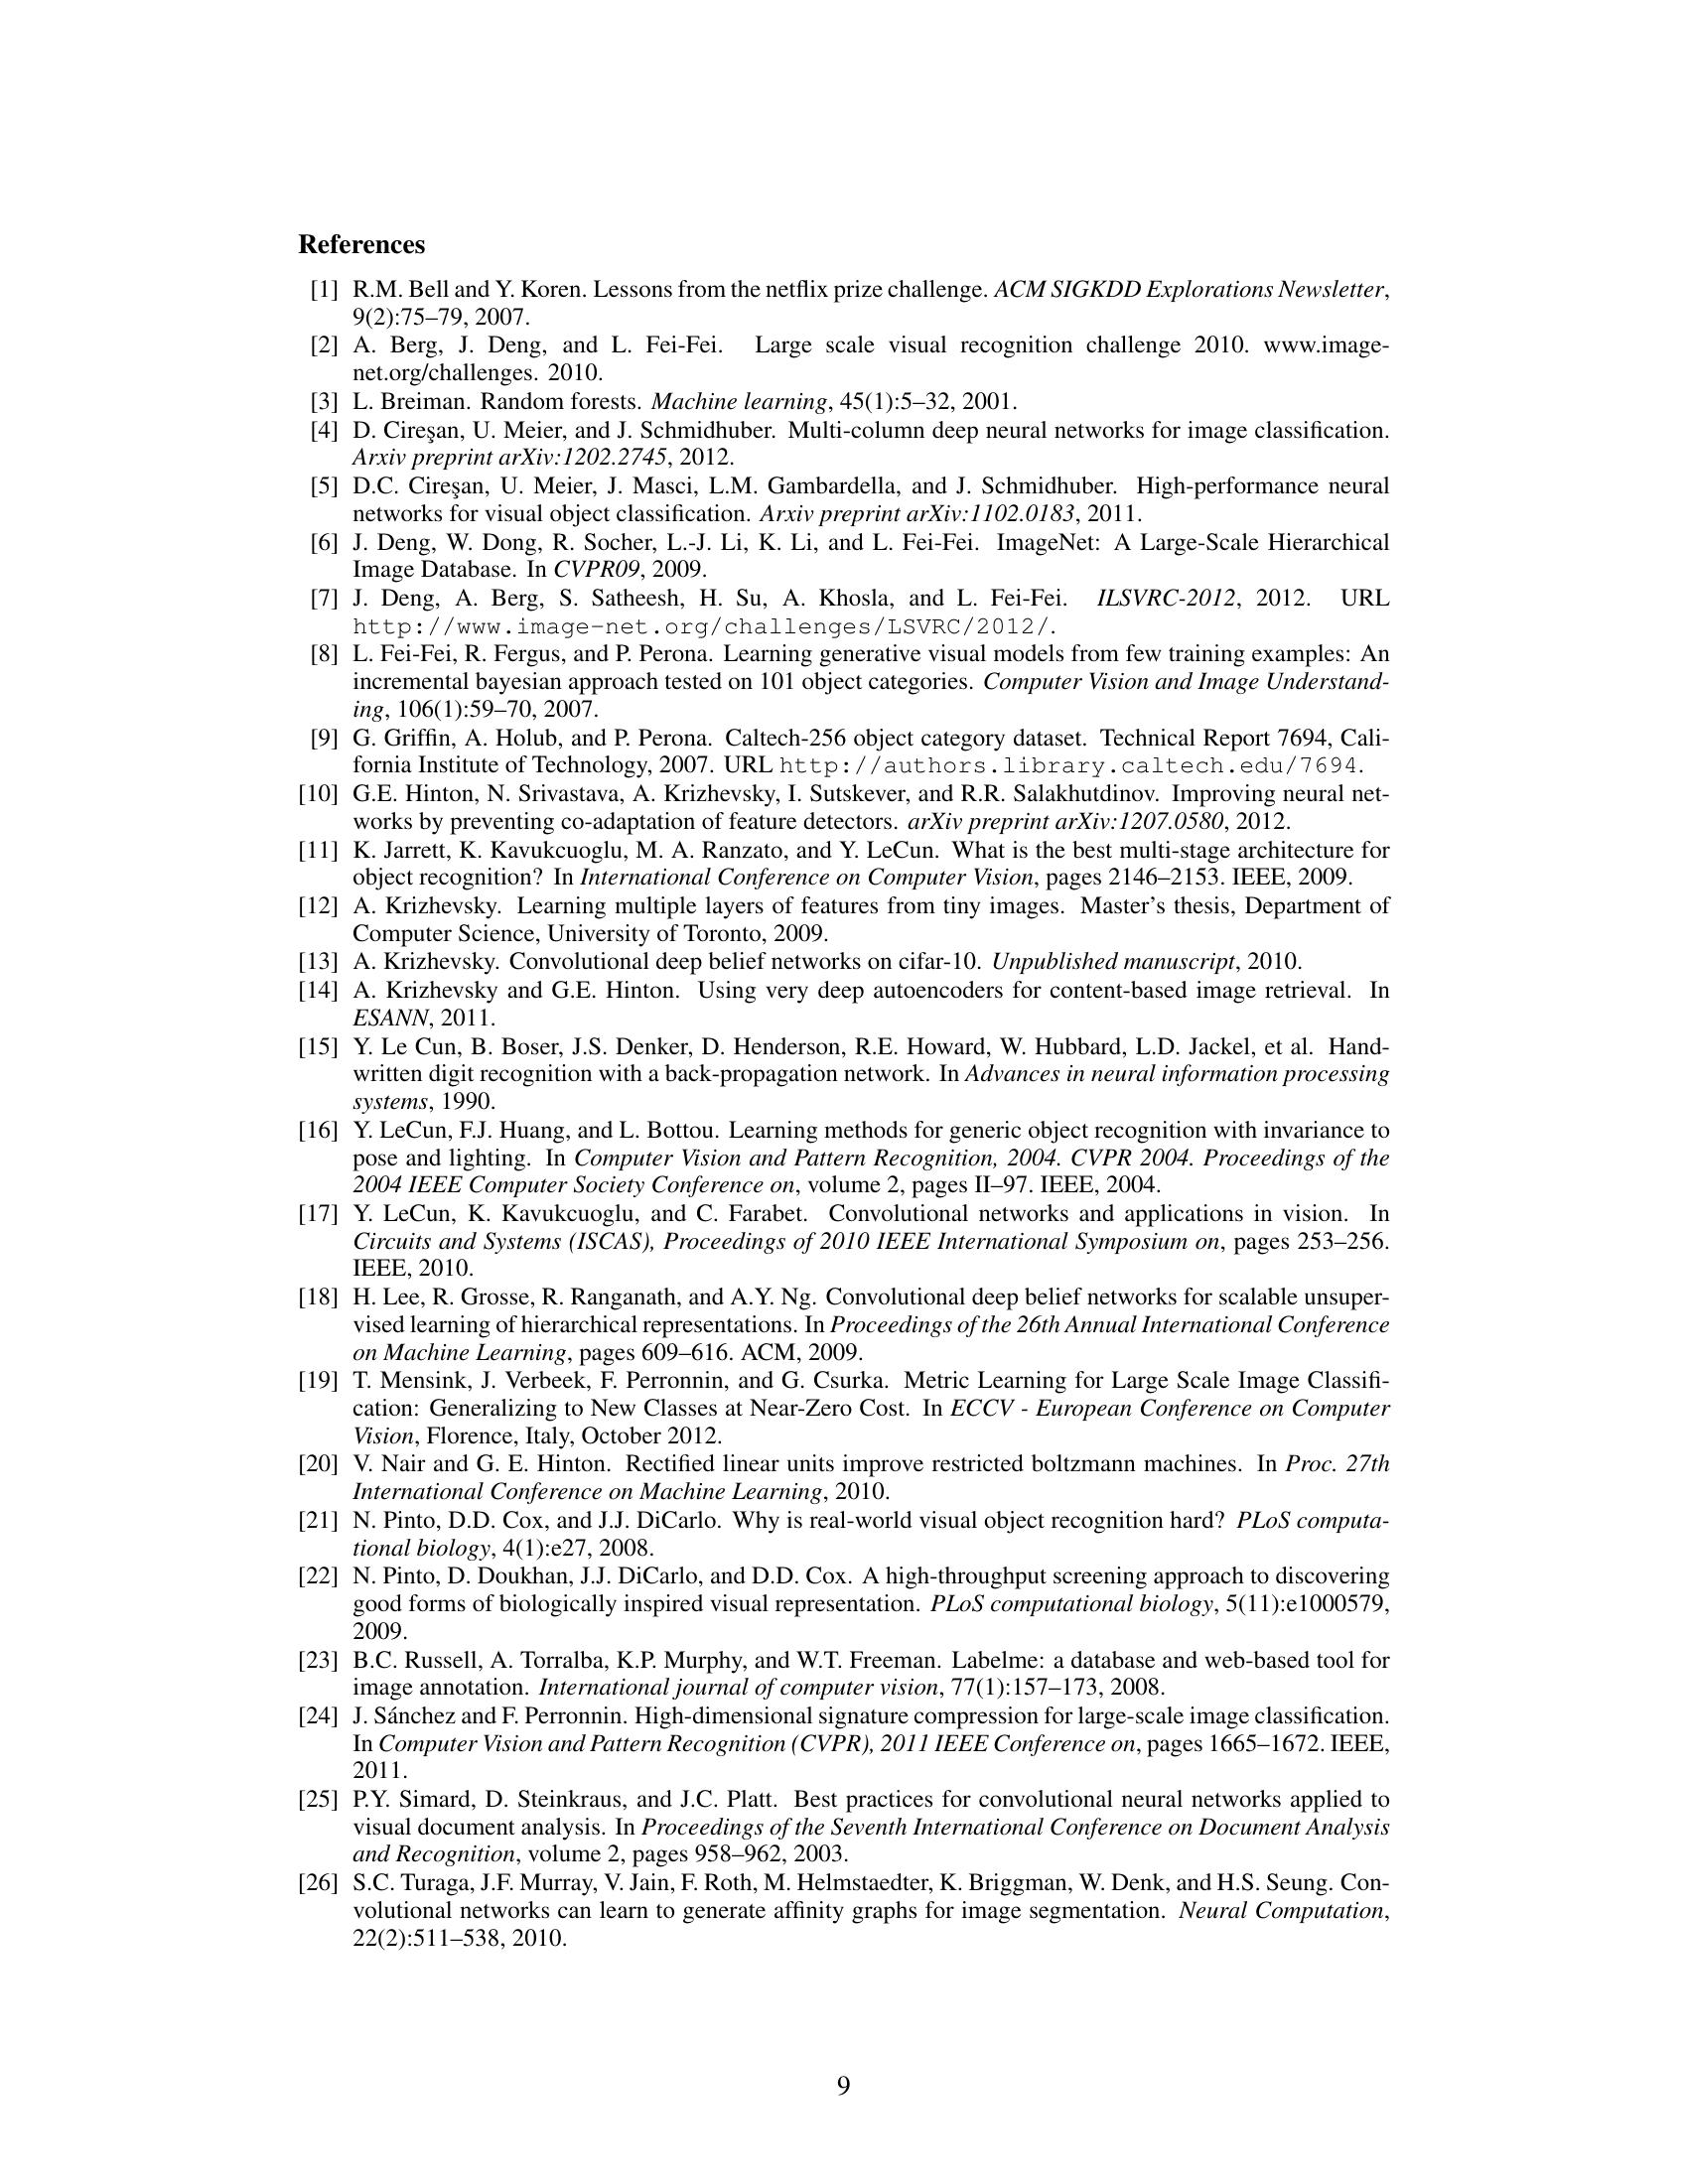 References
[1] R.M. Bell and Y. Koren. Lessons from the netflix prize challenge. ACM SIGKDD Explorations Newsletter,
9(2):75–79, 2007.
[2] A. Berg, J. Deng, and L. Fei-Fei. Large scale visual recognition challenge 2010. www.image-
net.org/challenges. 2010.
[3] L. Breiman. Random forests. Machine learning, 45(1):5–32, 2001.
[4] D. Cireşan, U. Meier, and J. Schmidhuber. Multi-column deep neural networks for image classification.
Arxiv preprint arXiv:1202.2745, 2012.
[5] D.C. Cireşan, U. Meier, J. Masci, L.M. Gambardella, and J. Schmidhuber. High-performance neural
networks for visual object classification. Arxiv preprint arXiv:1102.0183, 2011.
[6] J. Deng, W. Dong, R. Socher, L.-J. Li, K. Li, and L. Fei-Fei. ImageNet: A Large-Scale Hierarchical
Image Database. In CVPR09, 2009.
[7] J. Deng, A. Berg, S. Satheesh, H. Su, A. Khosla, and L. Fei-Fei. ILSVRC-2012, 2012. URL
http://www.image-net.org/challenges/LSVRC/2012/.
[8] L. Fei-Fei, R. Fergus, and P. Perona. Learning generative visual models from few training examples: An
incremental bayesian approach tested on 101 object categories. Computer Vision and Image Understand-
ing, 106(1):59–70, 2007.
[9] G. Griffin, A. Holub, and P. Perona. Caltech-256 object category dataset. Technical Report 7694, Cali-
fornia Institute of Technology, 2007. URL http://authors.library.caltech.edu/7694.
[10] G.E. Hinton, N. Srivastava, A. Krizhevsky, I. Sutskever, and R.R. Salakhutdinov. Improving neural net-
works by preventing co-adaptation of feature detectors. arXiv preprint arXiv:1207.0580, 2012.
[11] K. Jarrett, K. Kavukcuoglu, M. A. Ranzato, and Y. LeCun. What is the best multi-stage architecture for
object recognition? In International Conference on Computer Vision, pages 2146–2153. IEEE, 2009.
[12] A. Krizhevsky. Learning multiple layers of features from tiny images. Master's thesis, Department of
Computer Science, University of Toronto, 2009.
[13] A. Krizhevsky. Convolutional deep belief networks on cifar-10. Unpublished manuscript, 2010.
[14] A. Krizhevsky and G.E. Hinton. Using very deep autoencoders for content-based image retrieval. In
ESANN, 2011.
[15] Y. Le Cun, B. Boser, J.S. Denker, D. Henderson, R.E. Howard, W. Hubbard, L.D. Jackel, et al. Hand-
written digit recognition with a back-propagation network. In Advances in neural information processing
systems, 1990.
[16] Y. LeCun, F.J. Huang, and L. Bottou. Learning methods for generic object recognition with invariance to
pose and lighting. In Computer Vision and Pattern Recognition, 2004. CVPR 2004. Proceedings of the
2004 IEEE Computer Society Conference on, volume 2, pages II–97. IEEE, 2004.
[17] Y. LeCun, K. Kavukcuoglu, and C. Farabet. Convolutional networks and applications in vision. In
Circuits and Systems (ISCAS), Proceedings of 2010 IEEE International Symposium on, pages 253–256.
IEEE, 2010.
[18] H. Lee, R. Grosse, R. Ranganath, and A.Y. Ng. Convolutional deep belief networks for scalable unsuper-
vised learning of hierarchical representations. In Proceedings of the 26th Annual International Conference
on Machine Learning, pages 609–616. ACM, 2009.
[19] T. Mensink, J. Verbeek, F. Perronnin, and G. Csurka. Metric Learning for Large Scale Image Classifi-
cation: Generalizing to New Classes at Near-Zero Cost. In ECCV - European Conference on Computer
Vision, Florence, Italy, October 2012.
[20] V. Nair and G. E. Hinton. Rectified linear units improve restricted boltzmann machines. In Proc. 27th
International Conference on Machine Learning, 2010.
[21] N. Pinto, D.D. Cox, and J.J. DiCarlo. Why is real-world visual object recognition hard? PLoS computa-
tional biology, 4(1):e27, 2008.
[22] N. Pinto, D. Doukhan, J.J. DiCarlo, and D.D. Cox. A high-throughput screening approach to discovering
good forms of biologically inspired visual representation. PLoS computational biology, 5(11):e1000579,
2009.
[23] B.C. Russell, A. Torralba, K.P. Murphy, and W.T. Freeman. Labelme: a database and web-based tool for
image annotation. International journal of computer vision, 77(1):157–173, 2008.
[24] J. Sánchez and F. Perronnin. High-dimensional signature compression for large-scale image classification.
In Computer Vision and Pattern Recognition (CVPR), 2011 IEEE Conference on, pages 1665–1672. IEEE,
2011.
[25] P.Y. Simard, D. Steinkraus, and J.C. Platt. Best practices for convolutional neural networks applied to
visual document analysis. In Proceedings of the Seventh International Conference on Document Analysis
and Recognition, volume 2, pages 958–962, 2003.
[26] S.C. Turaga, J.F. Murray, V. Jain, F. Roth, M. Helmstaedter, K. Briggman, W. Denk, and H.S. Seung. Con-
volutional networks can learn to generate affinity graphs for image segmentation. Neural Computation,
22(2):511–538, 2010.
9